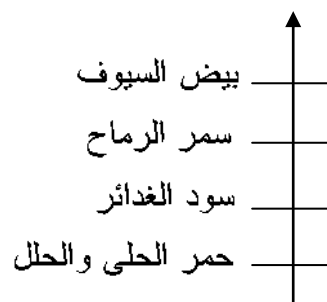 بيض السيوف
سمر الرماح
سود الغدائر
حمر الحلى والحلل